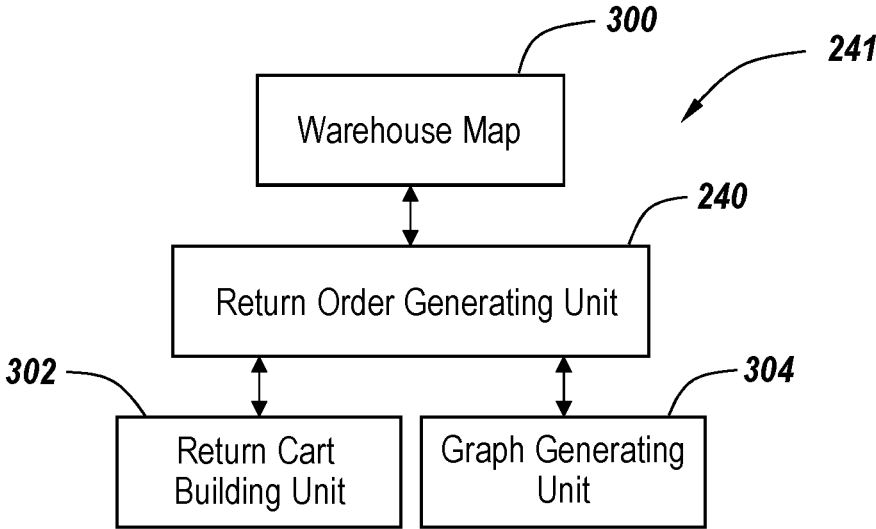 300
241
Warehouse Map
240
Return Order Generating Unit
302
304
Return Cart
Building Unit
Graph Generating
Unit